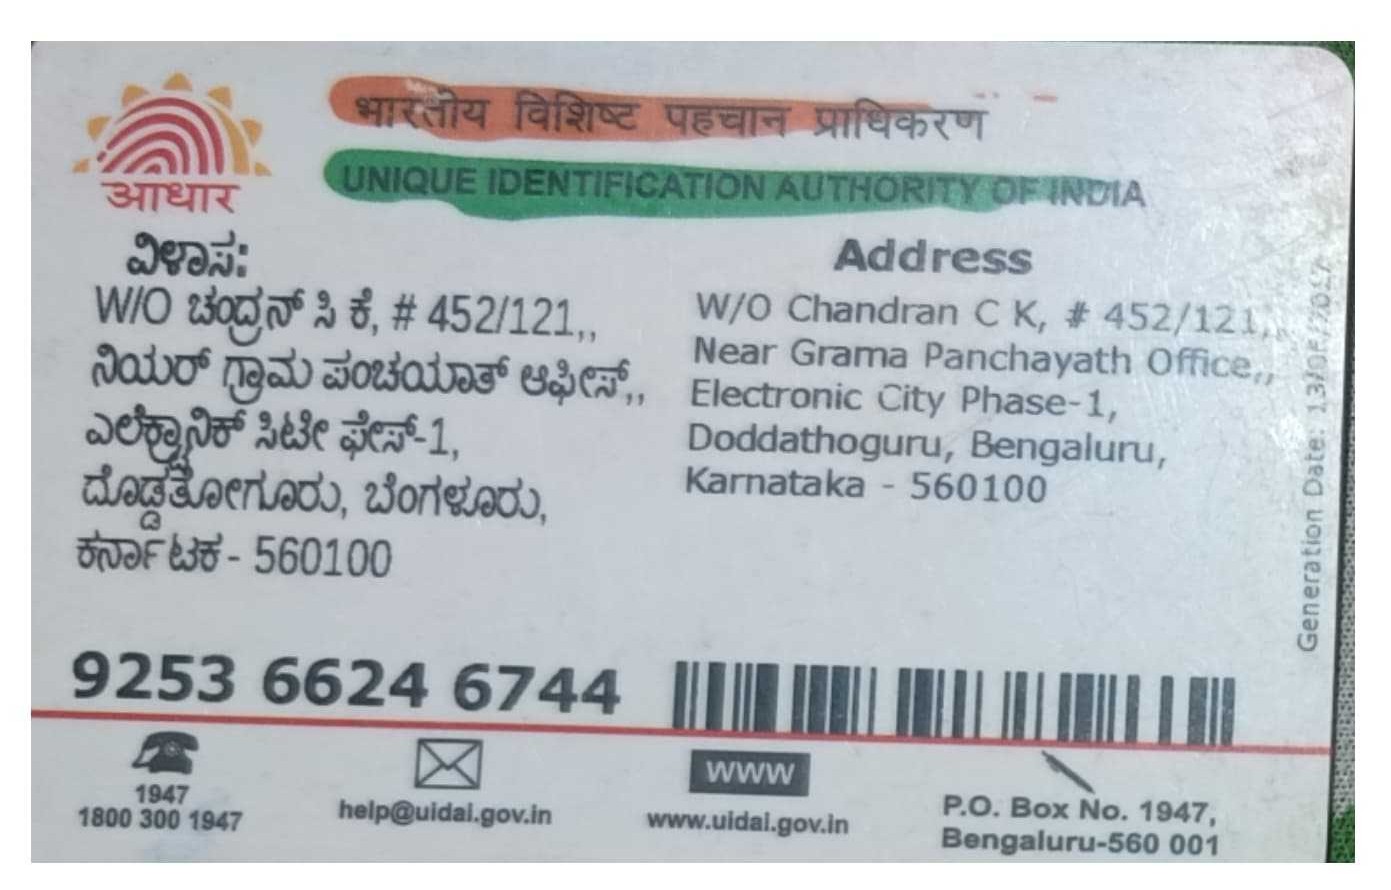 भारतीय विशिष्ट पहचान प्राधिकरण
UNIQUE IDENTIFICATION AUTHORITY OF INDIA
आधार
ವಿಳಾಸ:
W/O ಚಂದ್ರನ್ ಸಿ ಕೆ, # 452/121,,
ನಿಯರ್ ಗ್ರಾಮ ಪಂಚಯಾತ್ ಆಫೀಸ್,,
ಎಲೆಕ್ಟ್ರಾನಿಕ್ ಸಿಟೀ ಫೇಸ್-1,
ದೊಡ್ಡತೋಗೂರು, ಬೆಂಗಳೂರು,
ಕರ್ನಾಟಕ - 560100
Address
W/O Chandran C K, # 452/121,,
Near Grama Panchayath Office,,
Electronic City Phase-1,
Doddathoguru, Bengaluru,
Karnataka - 560100
Generation Date:
9253 6624 6744
1947
1800 300 1947
help@uidai.gov.in
WWW
www.uidai.gov.in
P.O. Box No. 1947,
Bengaluru-560 001